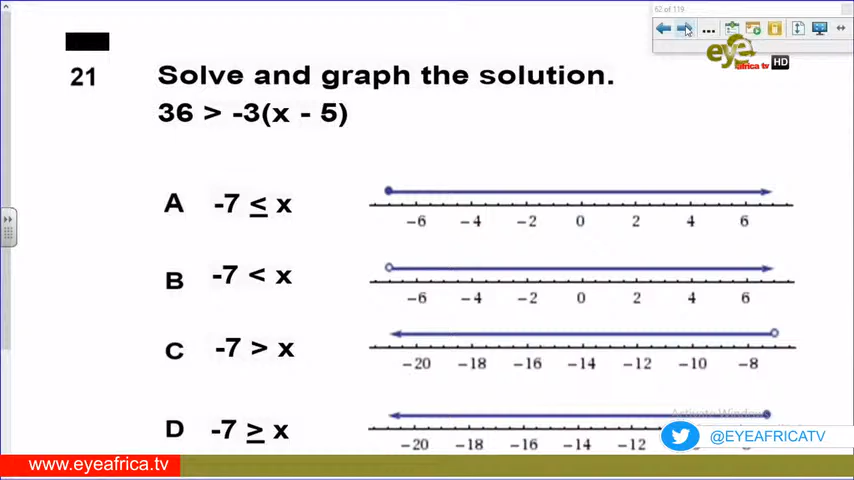 62 of 119
eye
africa tv HD
21 Solve and graph the solution.
36 > -3(x - 5)
A -7 ≤ x
-6 -4 -2 0 2 4 6
B -7 < x
-6 -4 -2 0 2 4 6
C -7 > x
-20 -18 -16 -14 -12 -10 -8
Activate Windows
D -7 ≥ x
-20 -18 -16 -14 -12
@EYEAFRICATV
www.eyeafrica.tv